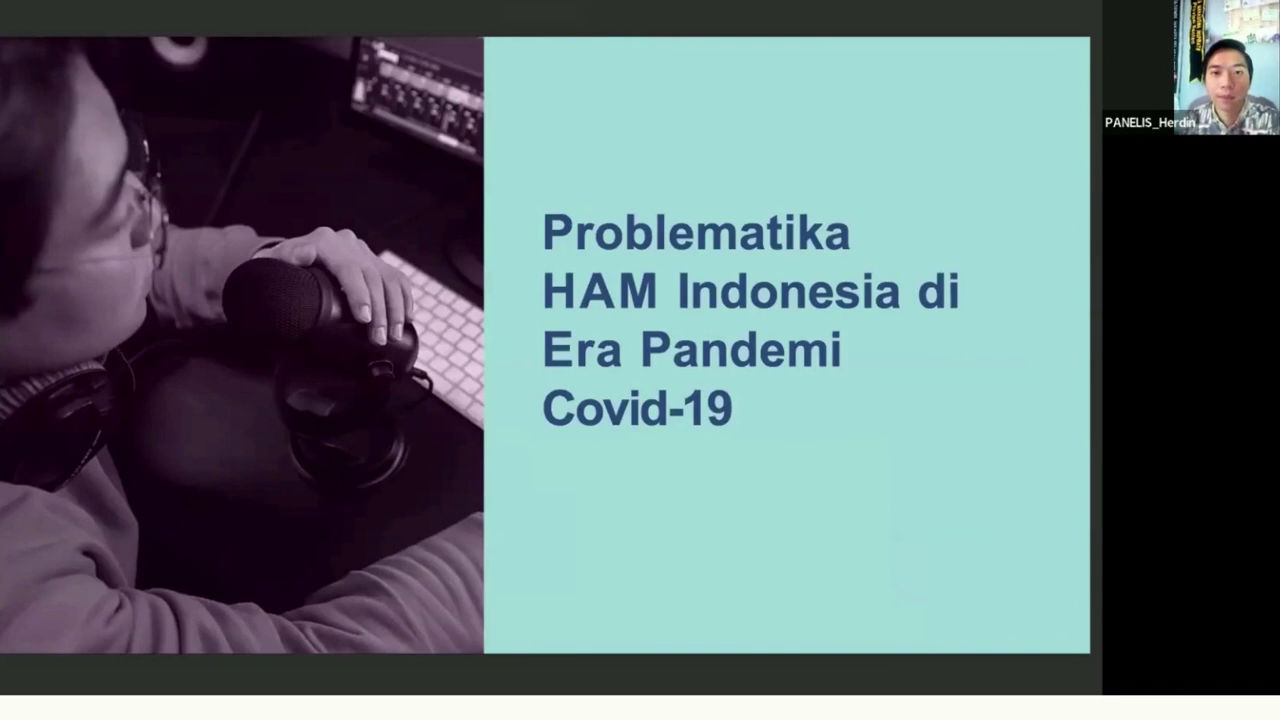 Problematika
HAM Indonesia di
Era Pandemi
Covid-19
PANELIS_Herdin